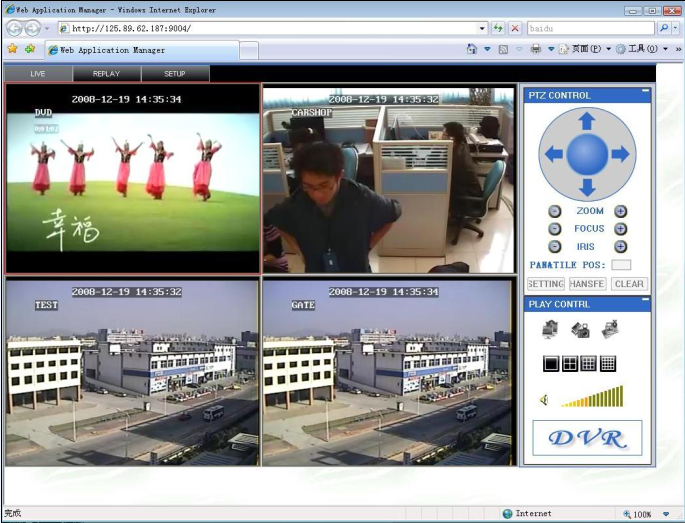 Web Application Manager - Windows Internet Explorer
http://125.89.62.187:9004/
baidu
Web Application Manager
页面(P)
工具(O)
LIVE
REPLAY
SETUP
2008-12-19 14:35:34
DVD
幸福
2008-12-19 14:35:32
CARSHOP
2008-12-19 14:35:32
TEST
2008-12-19 14:35:34
GATE
PTZ CONTROL
ZOOM
FOCUS
IRIS
PANATILE POS:
SETTING HANSFE CLEAR
PLAY CONTRL
DVR
完成
Internet
100%